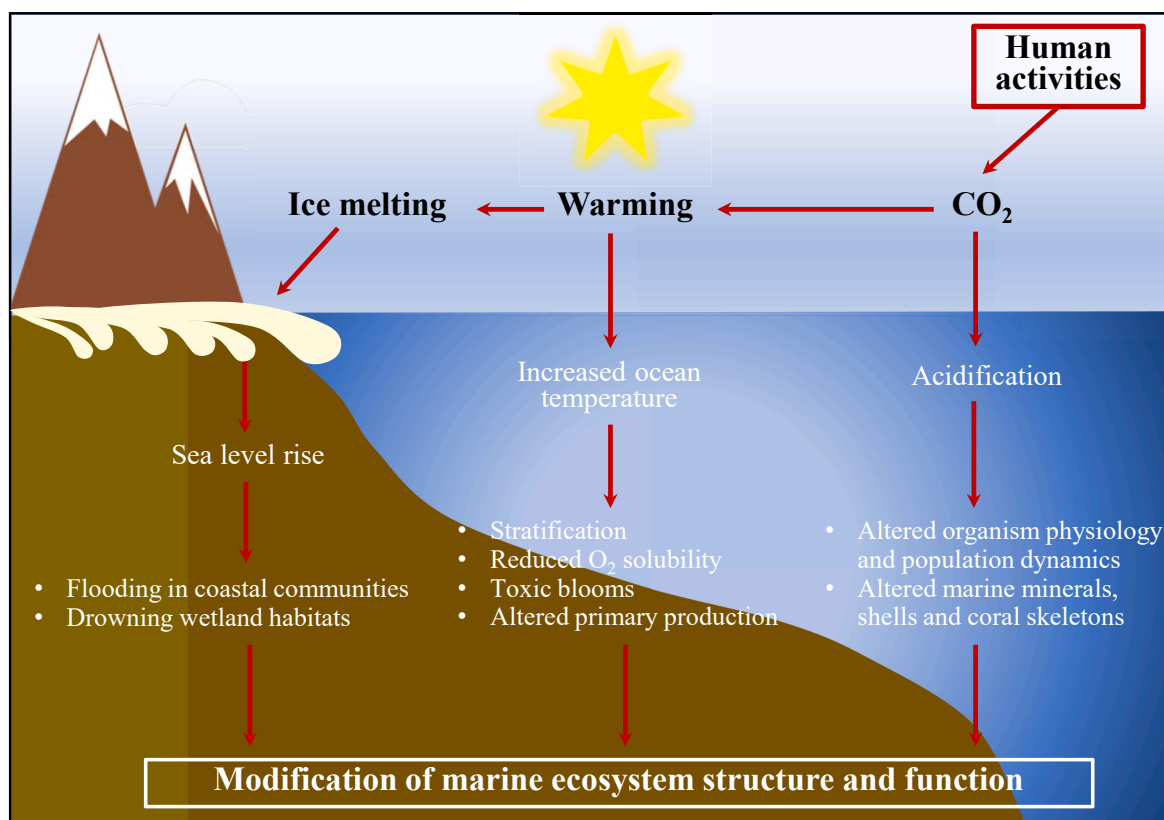 Human
activities
Ice melting
Warming
CO₂
Increased ocean
temperature
Acidification
Sea level rise
• Stratification
• Reduced O₂ solubility
• Toxic blooms
• Altered primary production
• Altered organism physiology
and population dynamics
• Altered marine minerals,
shells and coral skeletons
• Flooding in coastal communities
• Drowning wetland habitats
Modification of marine ecosystem structure and function